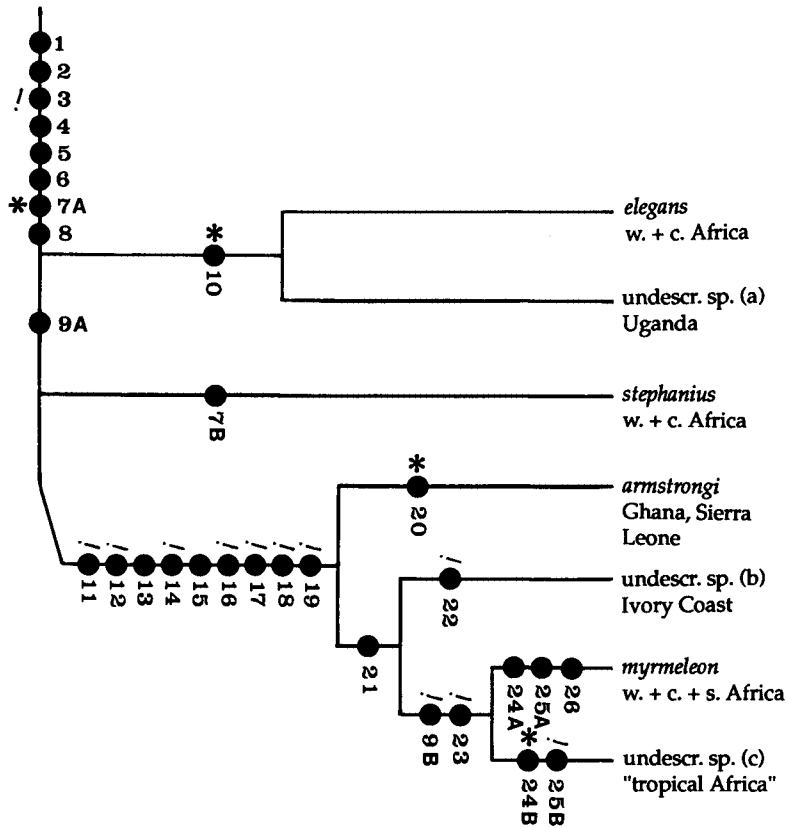 1
2
! 3
4
5
6
* 7A
8
* 10
elegans
w. + c. Africa
undescr. sp. (a)
Uganda
9A
7B
stephanius
w. + c. Africa
* 20
armstrongi
Ghana, Sierra
Leone
! ! ! ! ! ! !
11 12 13 14 15 16 17 18 19
! 22
undescr. sp. (b)
Ivory Coast
21
! ! 
9B 23
24A 25A 26
myrmeleon
w. + c. + s. Africa
* !
24B 25B
undescr. sp. (c)
"tropical Africa"